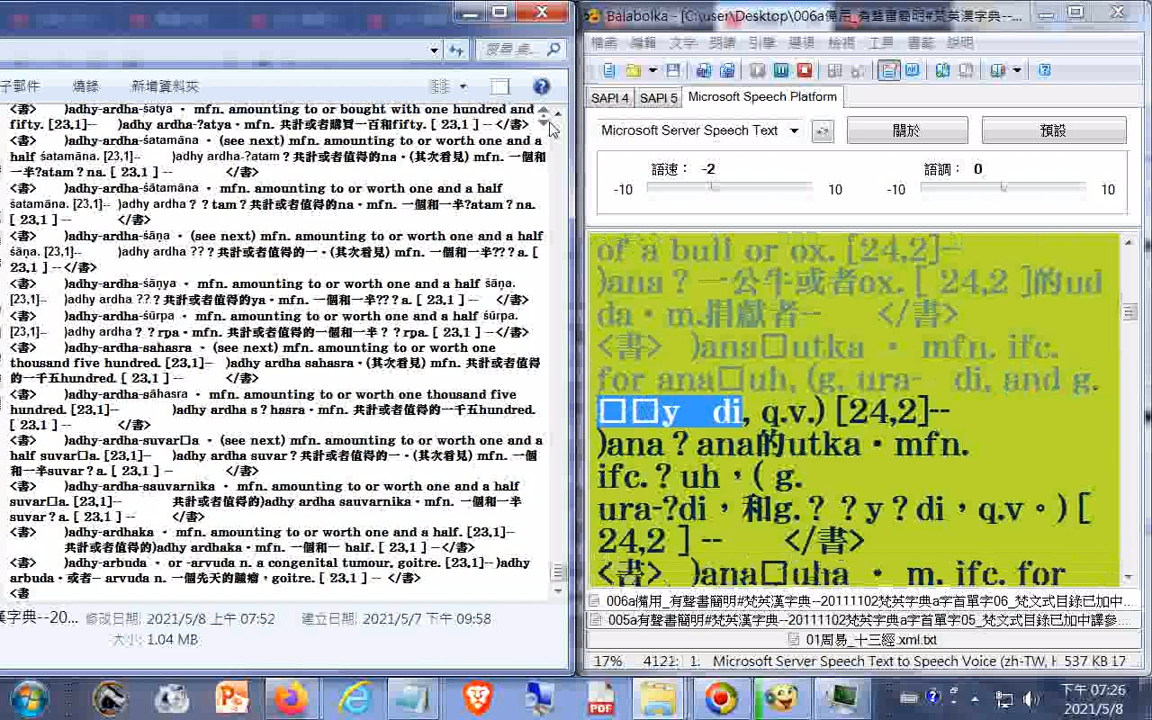 子郵件 燒錄 新增資料夾
<書> )adhy-ardha-śatya・mfn. amounting to or bought with one hundred and
fifty. [23,1]-- )adhy ardha-?atya・mfn. 共計或者購買一百和fifty. [ 23,1 ] -- </書>
<書> )adhy-ardha-śatamāna・(see next) mfn. amounting to or worth one and a
half śatamāna. [23,1]-- )adhy ardha-?atam ? 共計或者值得的na・(其次看見) mfn. 一個和
一半?atam ? na. [ 23,1 ] -- </書>
<書> )adhy-ardha-śātamāna・mfn. amounting to or worth one and a half
śatamāna. [23,1]-- )adhy ardha ? ? tam ? 共計或者值得的na・mfn. 一個和一半?atam ? na.
[ 23,1 ] -- </書>
<書> )adhy-ardha-śāṇa・(see next) mfn. amounting to or worth one and a half
śāṇa. [23,1]-- )adhy ardha ?? ? 共計或者值得的一・(其次看見) mfn. 一個和一半??? a. [
23,1 ] -- </書>
<書> )adhy-ardha-śāṇya・mfn. amounting to or worth one and a half śāṇa.
[23,1]-- )adhy ardha ?? ? 共計或者值得的ya・mfn. 一個和一半??? a. [ 23,1 ] -- </書>
<書> )adhy-ardha-śūrpa・mfn. amounting to or worth one and a half śūrpa.
[23,1]-- )adhy ardha ? ? rpa・mfn. 共計或者值得的一個和一半? ? rpa. [ 23,1 ] -- </書>
<書> )adhy-ardha-sahasra・(see next) mfn. amounting to or worth one
thousand five hundred. [23,1]-- )adhy ardha sahasra・(其次看見) mfn. 共計或者值得
的一千五hundred. [ 23,1 ] -- </書>
<書> )adhy-ardha-sāhasra・mfn. amounting to or worth one thousand five
hundred. [23,1]-- )adhy ardha s ? hasra・mfn. 共計或者值得的一千五hundred.
[ 23,1 ] -- </書>
<書> )adhy-ardha-suvar□a・(see next) mfn. amounting to or worth one and a
half suvar□a. [23,1]-- )adhy ardha suvar ? 共計或者值得的一・(其次看見) mfn. 一個
和一半suvar ? a. [ 23,1 ] -- </書>
<書> )adhy-ardha-sauvarnika・mfn. amounting to or worth one and a half
suvar□a. [23,1]-- 共計或者值得的)adhy ardha sauvarnika・mfn. 一個和一半
suvar ? a. [ 23,1 ] -- </書>
<書> )adhy-ardhaka・mfn. amounting to or worth one and a half. [23,1]--
共計或者值得的)adhy ardhaka・mfn. 一個和一 half. [ 23,1 ] -- </書>
<書> )adhy-arbuda・or -arvuda n. a congenital tumour, goitre. [23,1]-- )adhy
arbuda・或者– arvuda n. 一個先天的腫瘤，goitre. [ 23,1 ] -- </書>
<書
漢字典--20... 修改日期: 2021/5/8 上午 07:52 建立日期: 2021/5/7 下午 09:58
大小: 1.04 MB
Balabolka - [C:\user\Desktop\006a備用_有聲書簡明#梵英漢字典--...
檔案 編輯 文字 朗讀 引擎 選項 檢視 工具 書籤 說明
SAPI 4 SAPI 5 Microsoft Speech Platform
Microsoft Server Speech Text 關於 預設
語速: -2 語調: 0
-10 10 -10 10
of a bull or ox. [24,2]--
)ana ? 一公牛或者ox. [ 24,2 ]的ud
da・m.捐獻者-- </書>
<書> )ana□utka ・ mfn. ifc.
for ana□uh, (g. ura- di, and g.
□□y di, q.v.) [24,2]--
)ana ? ana的utka・mfn.
ifc. ? uh，( g.
ura-?di，和g. ? ? y ? di，q.v。) [
24,2 ] -- </書>
<書> )ana□uha ・ m. ifc. for
006a備用_有聲書簡明#梵英漢字典--20111102梵英漢字典a字首單字06_梵文式目錄已加中...
005a有聲書簡明#梵英漢字典--20111102梵英漢字典a字首單字05_梵文式目錄已加中譯參...
01周易_十三經.xml.txt
17% 4122: 1. Microsoft Server Speech Text to Speech Voice (zh-TW, H 537 KB 17
PDF
下午 07:26
2021/5/8